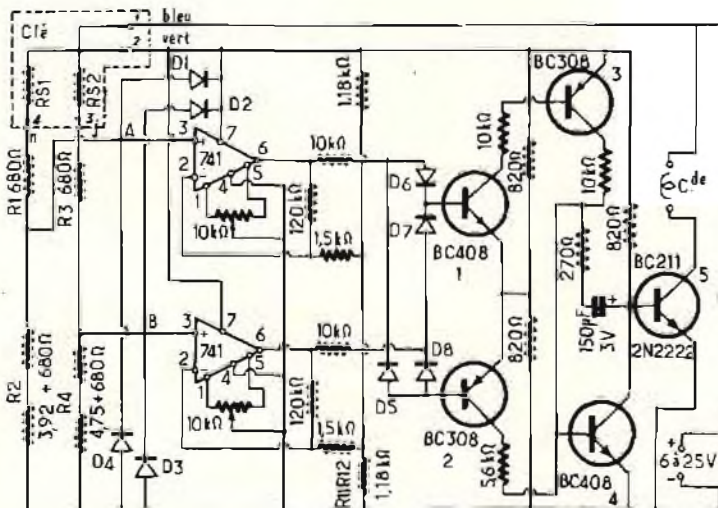 Clé
1 bleu
2 vert
RS1
RS2
4
3
D1
D2
A
R1 680Ω
R3 680Ω
3
+
741
7
6
2
-
1
4
5
10kΩ
10kΩ
120kΩ
1,5kΩ
1,18kΩ
D6
D7
BC408
1
10kΩ
820Ω
BC308
3
10kΩ
270Ω
820Ω
Cde
150µF
3V
+
BC211
5
2N2222
B
R2
3,92 + 680Ω
R4
4,75+680Ω
D4
D3
3
+
741
7
6
2
-
1
4
5
10kΩ
10kΩ
120kΩ
1,5kΩ
R11R12
1,18kΩ
D8
D5
BC308
2
820Ω
5,6kΩ
BC408
4
+
6 à 25V
-